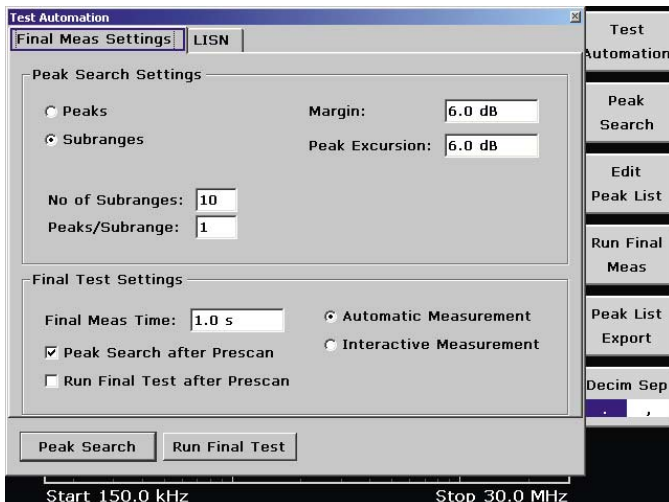 Test Automation
Final Meas Settings
LISN
Peak Search Settings
Peaks
Subranges
Margin: 6.0 dB
Peak Excursion: 6.0 dB
No of Subranges: 10
Peaks/Subrange: 1
Final Test Settings
Final Meas Time: 1.0 s
Peak Search after Prescan
Run Final Test after Prescan
Automatic Measurement
Interactive Measurement
Peak Search
Run Final Test
Start 150.0 kHz
Stop 30.0 MHz
Test
Automation
Peak
Search
Edit
Peak List
Run Final
Meas
Peak List
Export
Decim Sep
. ,